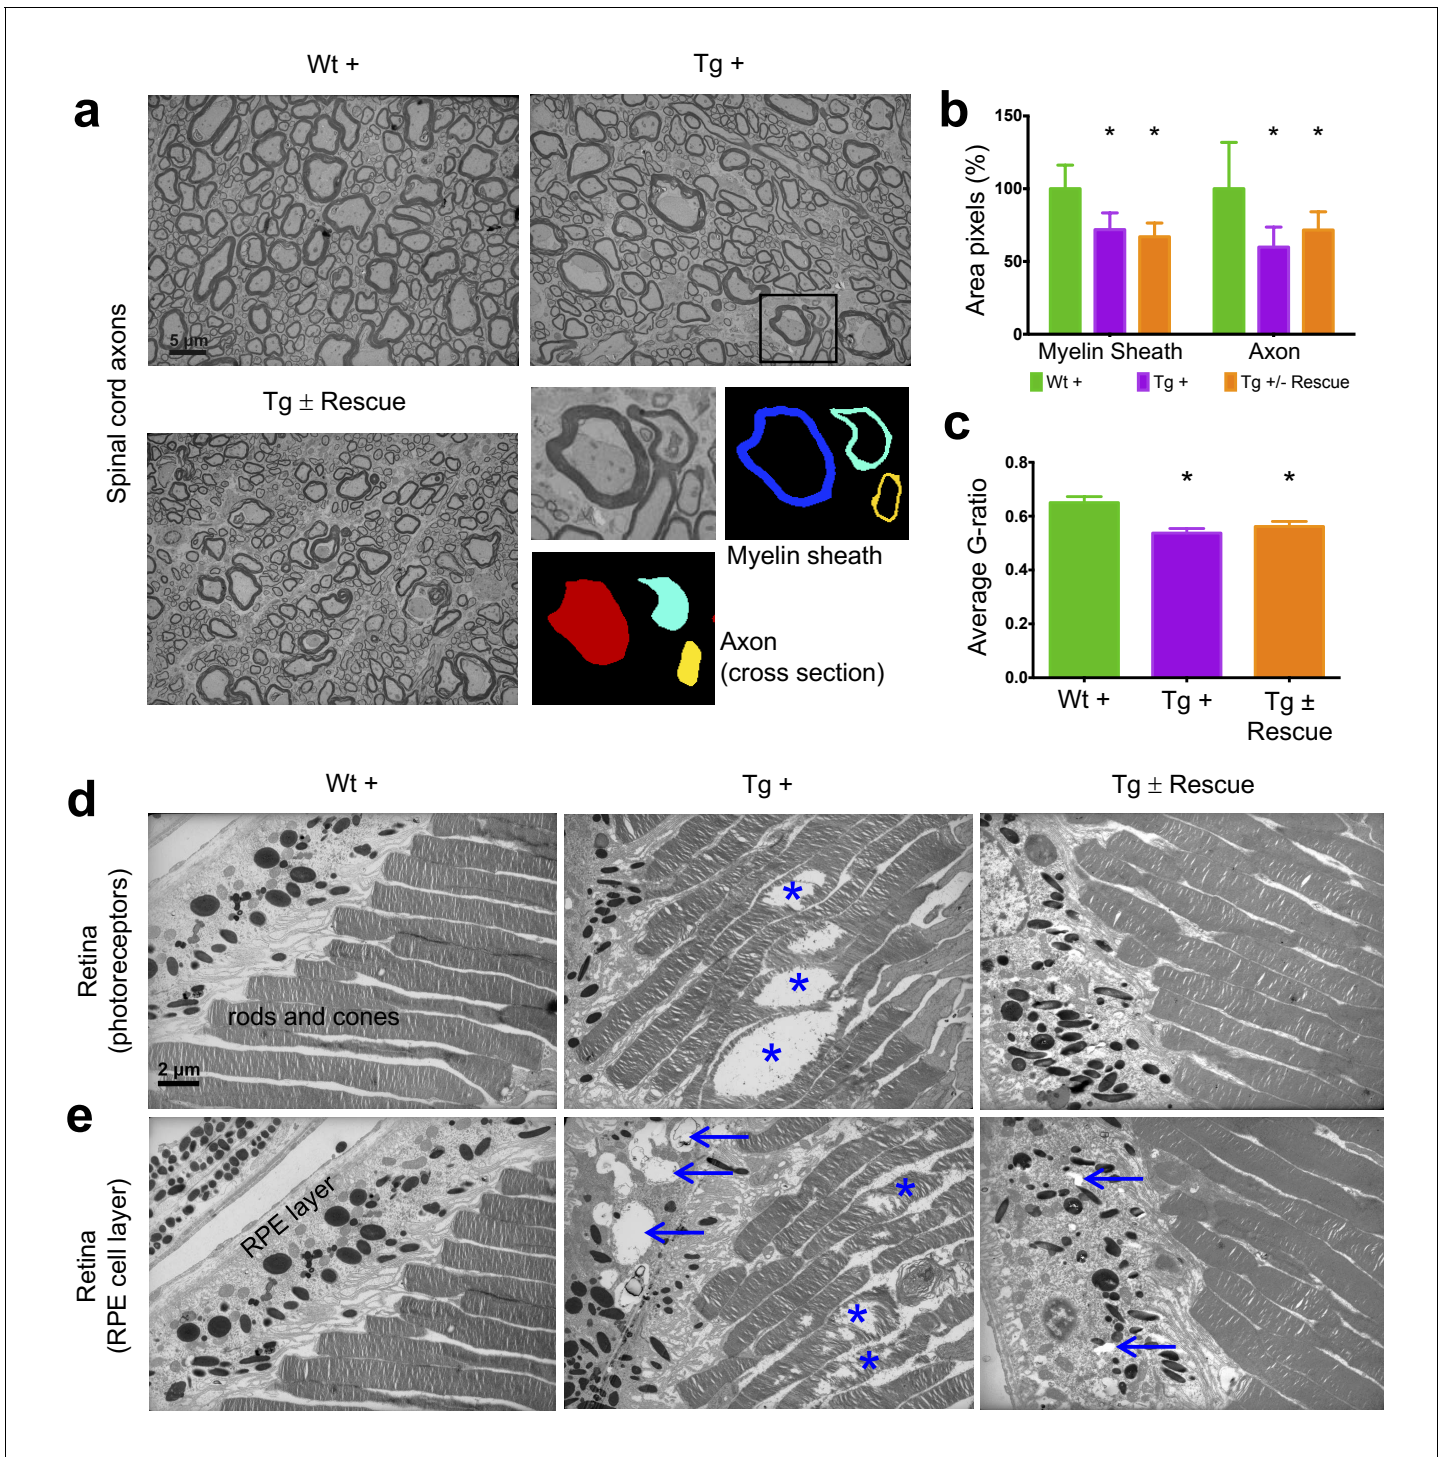 Wt +
Tg +
a
Spinal cord axons
5 µm
Tg ± Rescue
Myelin sheath
Axon
(cross section)
b
Area pixels (%)
150
100
50
0
* * * *
Myelin Sheath Axon
Wt + Tg + Tg +/- Rescue
c
Average G-ratio
0.8
0.6
0.4
0.2
0.0
* *
Wt + Tg + Tg ±
Rescue
d
Wt + Tg + Tg ± Rescue
Retina
(photoreceptors)
rods and cones
2 µm
*
*
*
e
Retina
(RPE cell layer)
RPE layer
*
*
*